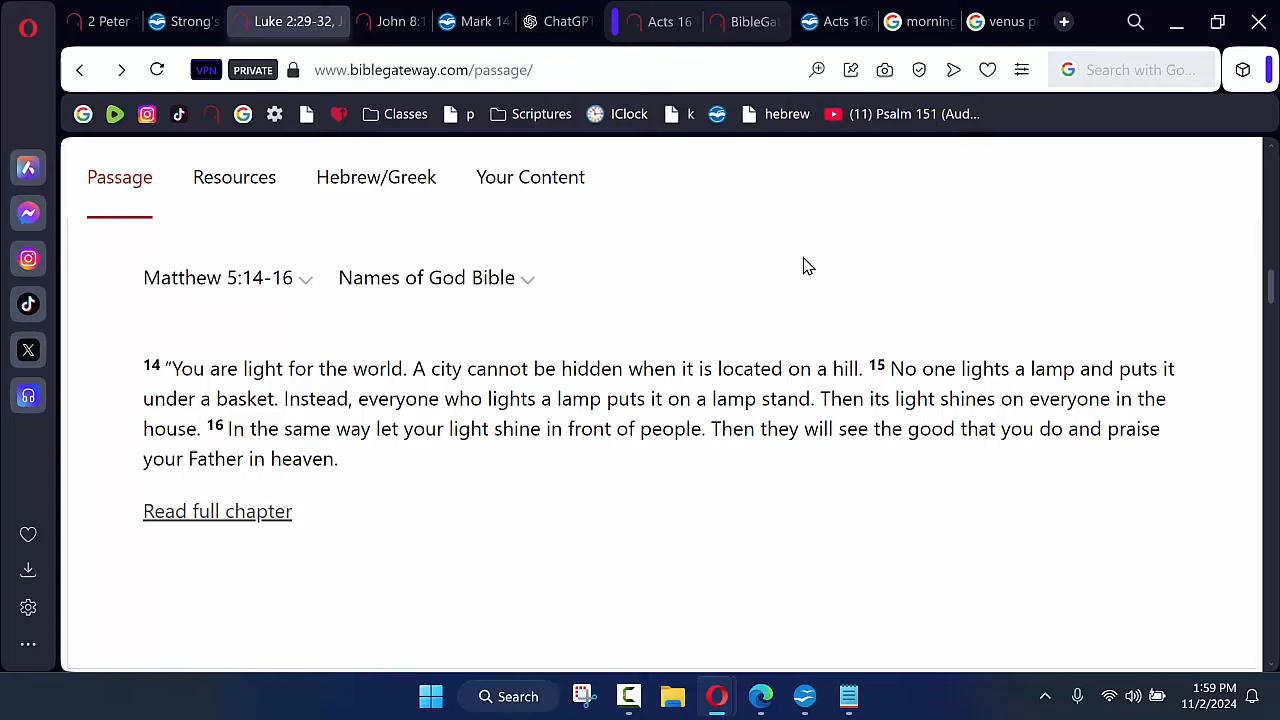 2 Peter
Strong's
Luke 2:29-32, J
John 8:1
Mark 14
ChatGPT
Acts 16
BibleGat
Acts 16:
morning
venus p
VPN
PRIVATE
www.biblegateway.com/passage/
Search with Go...
Classes
p
Scriptures
IClock
k
hebrew
(11) Psalm 151 (Aud...
Passage
Resources
Hebrew/Greek
Your Content
Matthew 5:14-16
Names of God Bible
14 “You are light for the world. A city cannot be hidden when it is located on a hill. 15 No one lights a lamp and puts it
under a basket. Instead, everyone who lights a lamp puts it on a lamp stand. Then its light shines on everyone in the
house. 16 In the same way let your light shine in front of people. Then they will see the good that you do and praise
your Father in heaven.
Read full chapter
Search
1:59 PM
11/2/2024